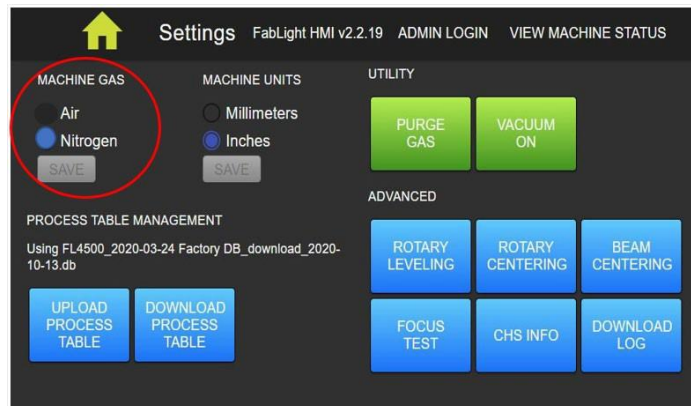 Settings FabLight HMI v2.2.19 ADMIN LOGIN VIEW MACHINE STATUS
MACHINE GAS
Air
Nitrogen
SAVE
MACHINE UNITS
Millimeters
Inches
SAVE
UTILITY
PURGE
GAS
VACUUM
ON
PROCESS TABLE MANAGEMENT
Using FL4500_2020-03-24 Factory DB_download_2020-
10-13.db
UPLOAD
PROCESS
TABLE
DOWNLOAD
PROCESS
TABLE
ADVANCED
ROTARY
LEVELING
ROTARY
CENTERING
BEAM
CENTERING
FOCUS
TEST
CHS INFO
DOWNLOAD
LOG